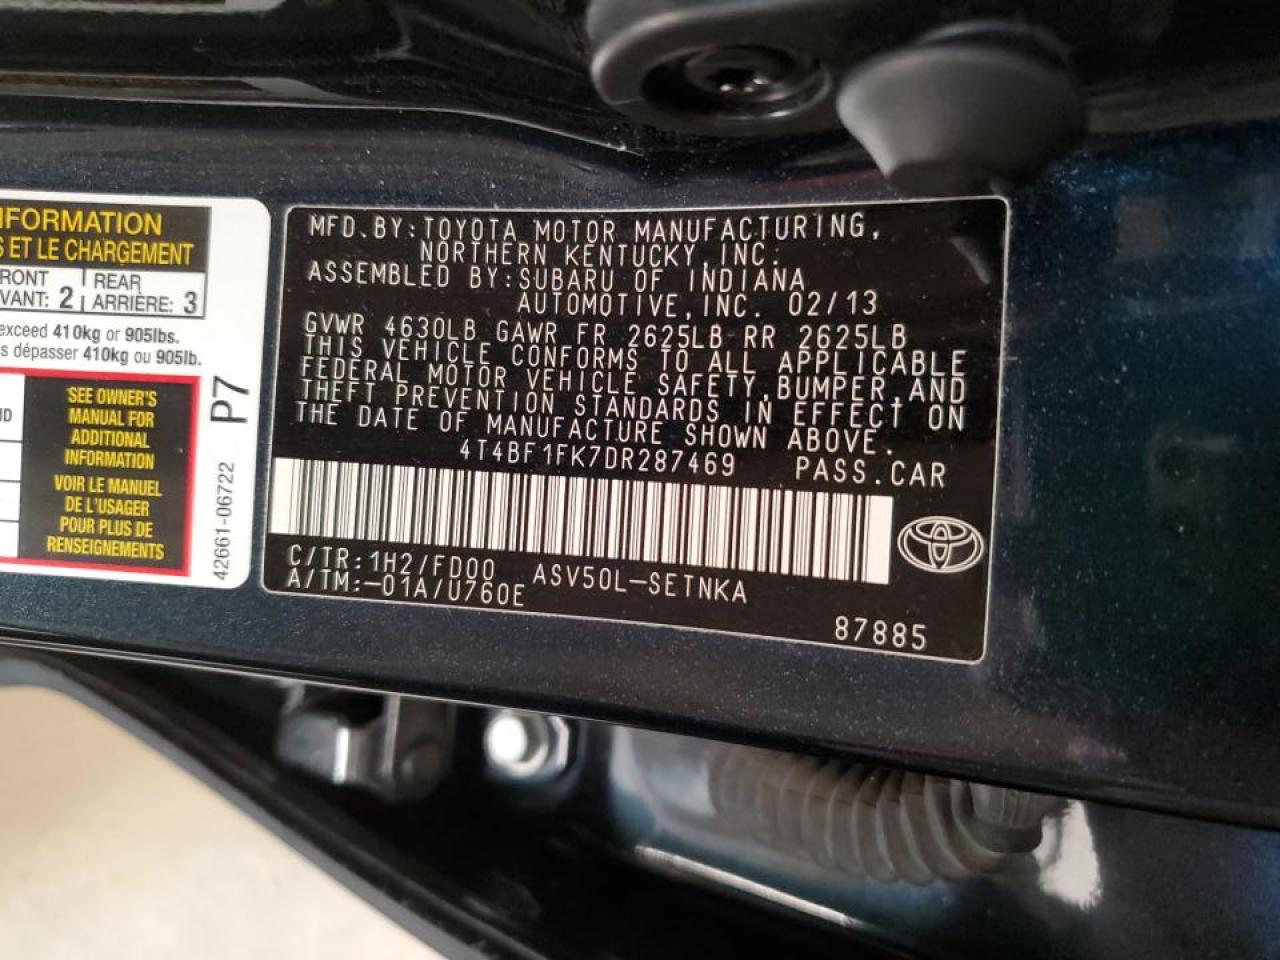 NFORMATION
S ET LE CHARGEMENT
RONT
VANT: 2
REAR
ARRIÈRE: 3
exceed 410kg or 905lbs.
s dépasser 410kg ou 905lb.
SEE OWNER'S
MANUAL FOR
ADDITIONAL
INFORMATION
VOIR LE MANUEL
DE L'USAGER
POUR PLUS DE
RENSEIGNEMENTS
P7
42661-06722
MFD.BY:TOYOTA MOTOR MANUFACTURING,
NORTHERN KENTUCKY,INC.
ASSEMBLED BY:SUBARU OF INDIANA
AUTOMOTIVE,INC. 02/13
GVWR 4630LB GAWR FR 2625LB RR 2625LB
THIS VEHICLE CONFORMS TO ALL APPLICABLE
FEDERAL MOTOR VEHICLE SAFETY,BUMPER,AND
THEFT PREVENTION STANDARDS IN EFFECT ON
THE DATE OF MANUFACTURE SHOWN ABOVE.
4T4BF1FK7DR287469 PASS.CAR
C/TR:1H2/FD00 ASV50L-SETNKA
A/TM:-01A/U760E
87885